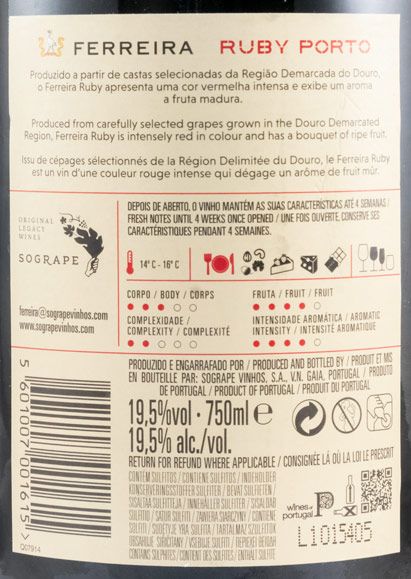 FERREIRA RUBY PORTO
Produzido a partir de castas selecionadas da Região Demarcada do Douro,
o Ferreira Ruby apresenta uma cor vermelha intensa e exibe um aroma
a fruta madura.
Produced from carefully selected grapes grown in the Douro Demarcated
Region, Ferreira Ruby is intensely red in colour and has a bouquet of ripe fruit.
Issu de cépages sélectionnés de la Région Delimitée du Douro, le Ferreira Ruby
est un vin d'une couleur rouge intense qui dégage un arôme de fruit mûr.
ORIGINAL
LEGACY
WINES
SOGRAPE
DEPOIS DE ABERTO, O VINHO MANTÉM AS SUAS CARACTERÍSTICAS ATÉ 4 SEMANAS/
FRESH NOTES UNTIL 4 WEEKS ONCE OPENED / UNE FOIS OUVERTE, CONSERVE SES
CARACTÉRISTIQUES PENDANT 4 SEMAINES.
14° C - 16° C
ferreira@sograpevinhos.com
www.sograpevinhos.com
CORPO / BODY / CORPS
COMPLEXIDADE /
COMPLEXITY / COMPLEXITÉ
FRUTA / FRUIT / FRUIT
INTENSIDADE AROMÁTICA / AROMATIC
INTENSITY / INTENSITÉ AROMATIQUE
PRODUZIDO E ENGARRAFADO POR / PRODUCED AND BOTTLED BY / PRODUIT ET MIS
EN BOUTEILLE PAR: SOGRAPE VINHOS, S.A., V.N. GAIA, PORTUGAL / PRODUTO
DE PORTUGAL / PRODUCT OF PORTUGAL / PRODUIT DU PORTUGAL
19,5%vol · 750ml e
19,5% alc./vol.
RETURN FOR REFUND WHERE APPLICABLE / CONSIGNÉE LÀ OÙ LA LOI LE PRESCRIT
CONTÉM SULFITOS / CONTIENE SULFITOS / INDEHOLDER
KONSERVERINGSSTOFFER SULFITTER / BEVAT SULFIETEN /
SISÄLTÄÄ SULFIITTEJA / INNEHÅLLER SULFITER / INNEHOLDER
SULFITTER / SATUR SULFITI / ZAWIERA SIARCZYNY /
SULFITŲ / TARTALMAZ SZULFITOKAT
OBSAHUJE SIRIČITANY / VSEBUJE SULFITE /
CONTAINS SULPHITES / CONTIENT DES SULFITES / ENTHÄLT SULFITE
wines of
portugal
L1015405
5 601007 001615
Q07914